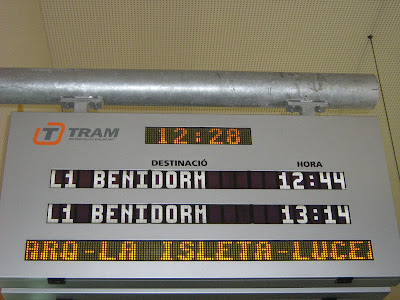 TRAM
12:28
DESTINACIÓ HORA
L1 BENIDORM 12:44
L1 BENIDORM 13:14
ARO-LA ISLETA-LUCE